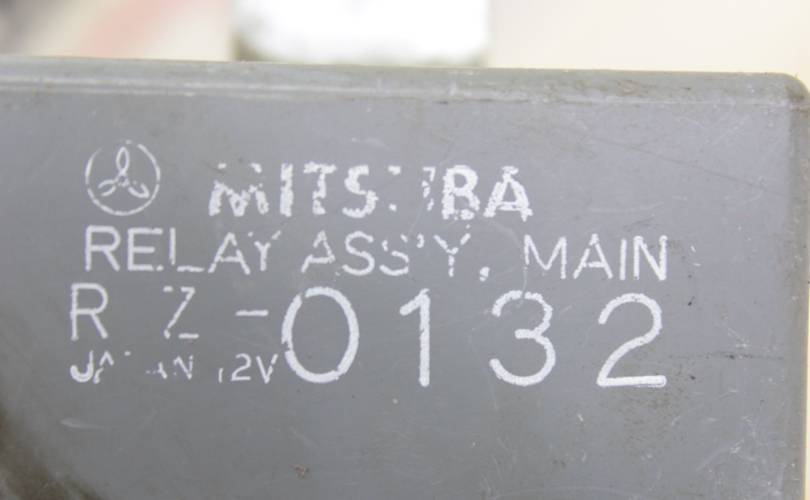 MITSUBA
RELAY ASS'Y, MAIN
RZ-0132
JAPAN 12V